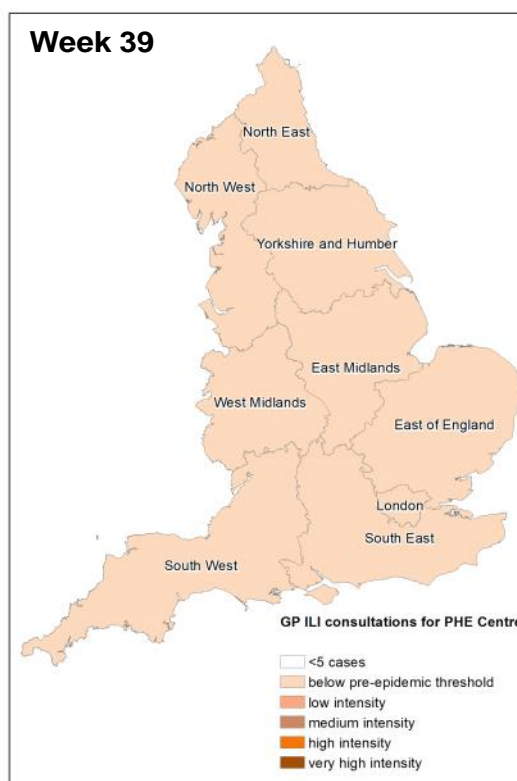 Week 39
North East
North West
Yorkshire and Humber
East Midlands
West Midlands
East of England
London
South East
South West
GP ILI consultations for PHE Centre
<5 cases
below pre-epidemic threshold
low intensity
medium intensity
high intensity
very high intensity